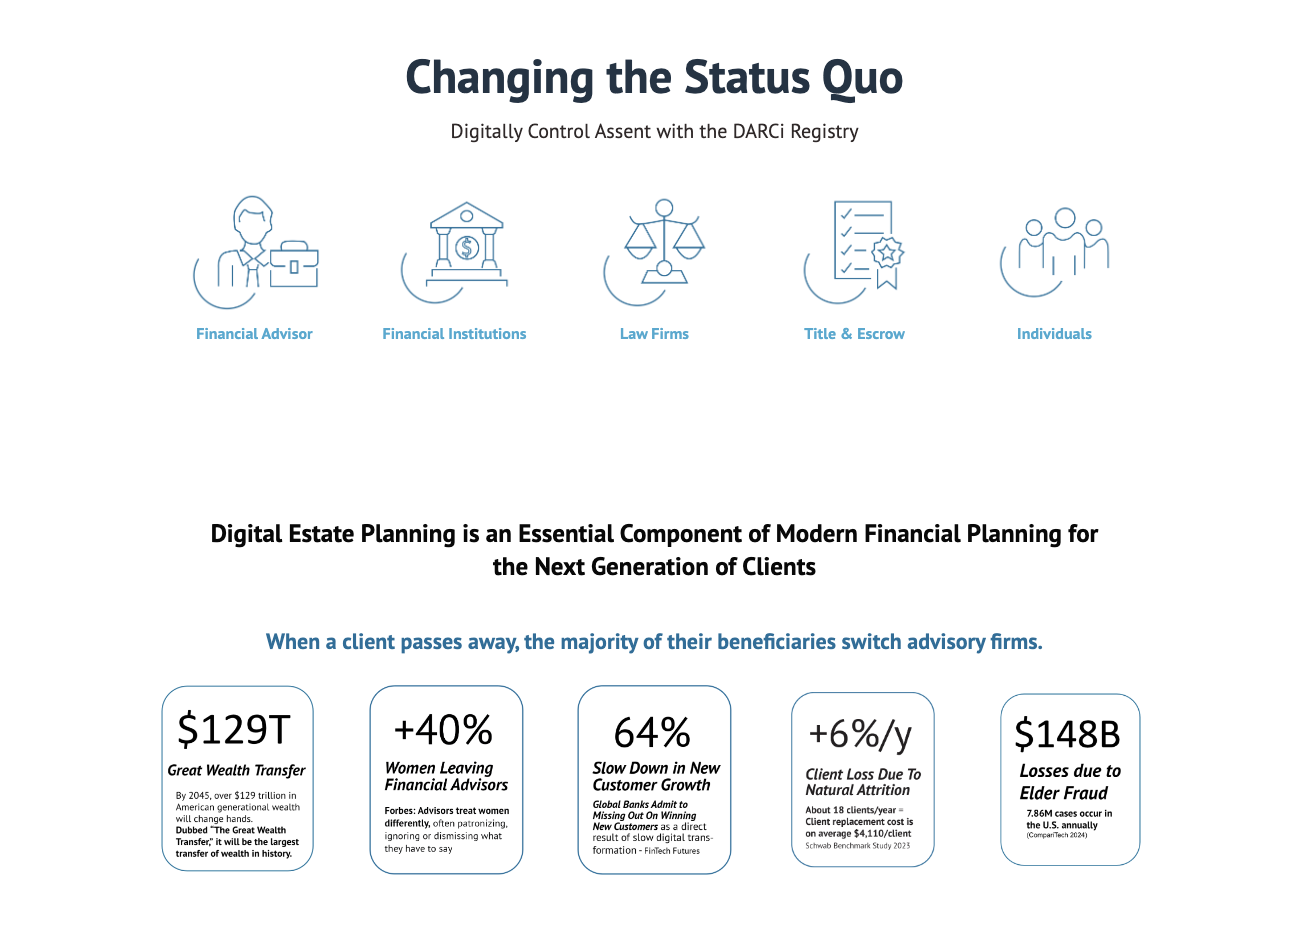 Changing the Status Quo
Digitally Control Assent with the DARCi Registry
Financial Advisor
Financial Institutions
Law Firms
Title & Escrow
Individuals
Digital Estate Planning is an Essential Component of Modern Financial Planning for
the Next Generation of Clients
When a client passes away, the majority of their beneficiaries switch advisory firms.
$129T
Great Wealth Transfer
By 2045, over $129 trillion in
American generational wealth
will change hands.
Dubbed “The Great Wealth
Transfer,” it will be the largest
transfer of wealth in history.
+40%
Women Leaving
Financial Advisors
Forbes: Advisors treat women
differently, often patronizing,
ignoring or dismissing what
they have to say
64%
Slow Down in New
Customer Growth
Global Banks Admit to
Missing Out On Winning
New Customers as a direct
result of slow digital trans-
formation - FinTech Futures
+6%/y
Client Loss Due To
Natural Attrition
About 18 clients/year =
Client replacement cost is
on average $4,110/client
Schwab Benchmark Study 2023
$148B
Losses due to
Elder Fraud
7.86M cases occur in
the U.S. annually
(CompariTech 2024)